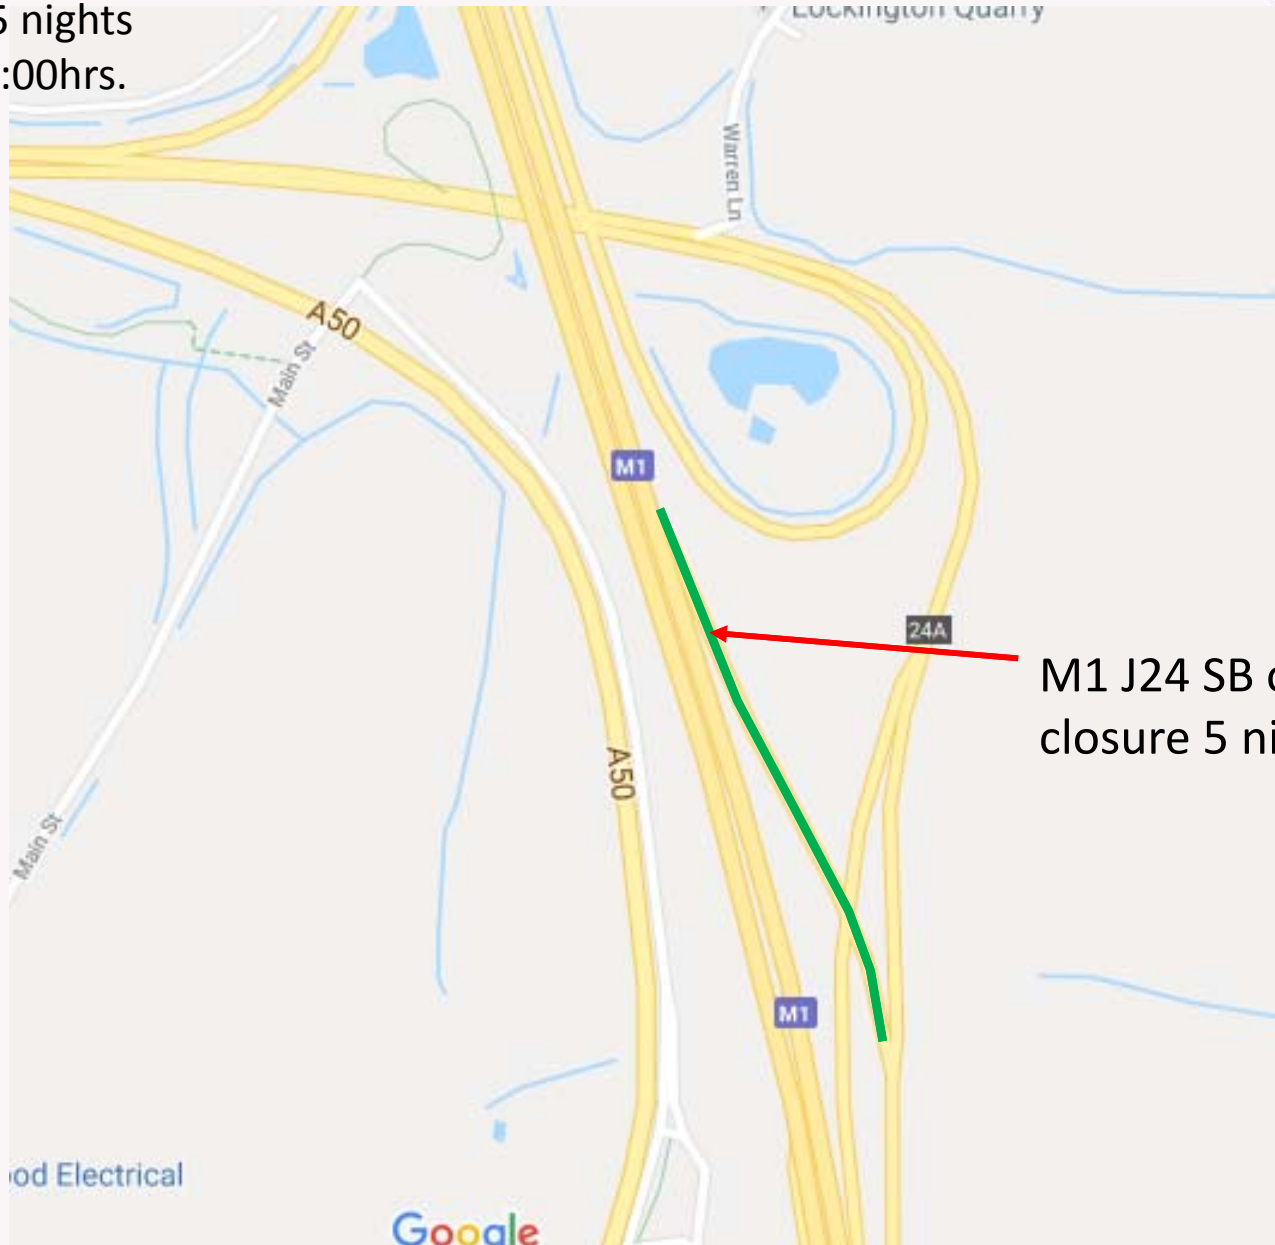 5 nights
:00hrs.
Lockington Quarry
Warren Ln
A50
Main St
M1
24A
M1 J24 SB
closure 5
A50
Main St
M1
od Electrical
Google